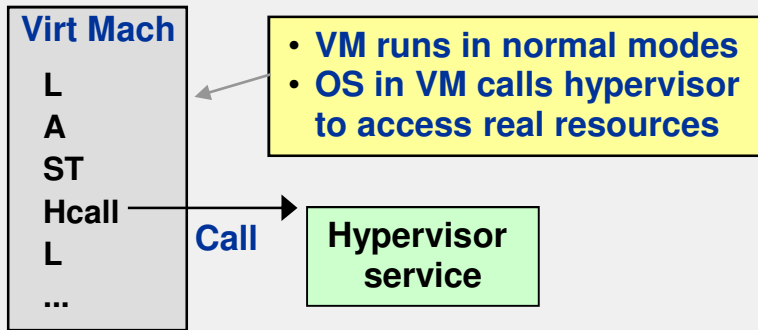 Virt Mach
L
A
ST
Hcall
L
...
• VM runs in normal modes
• OS in VM calls hypervisor
to access real resources
Call
Hypervisor
service